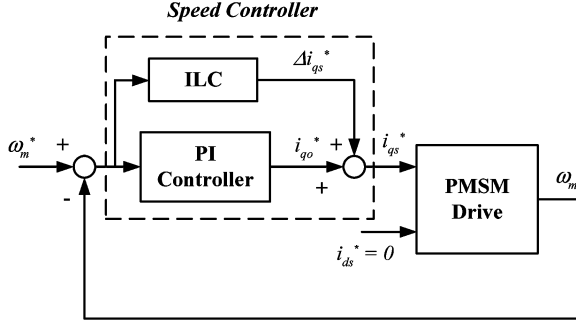 Speed Controller
ILC
Δi_qs*
ω_m*
+
-
PI
Controller
i_qo*
+
+
i_qs*
PMSM
Drive
ω_m
i_ds* = 0